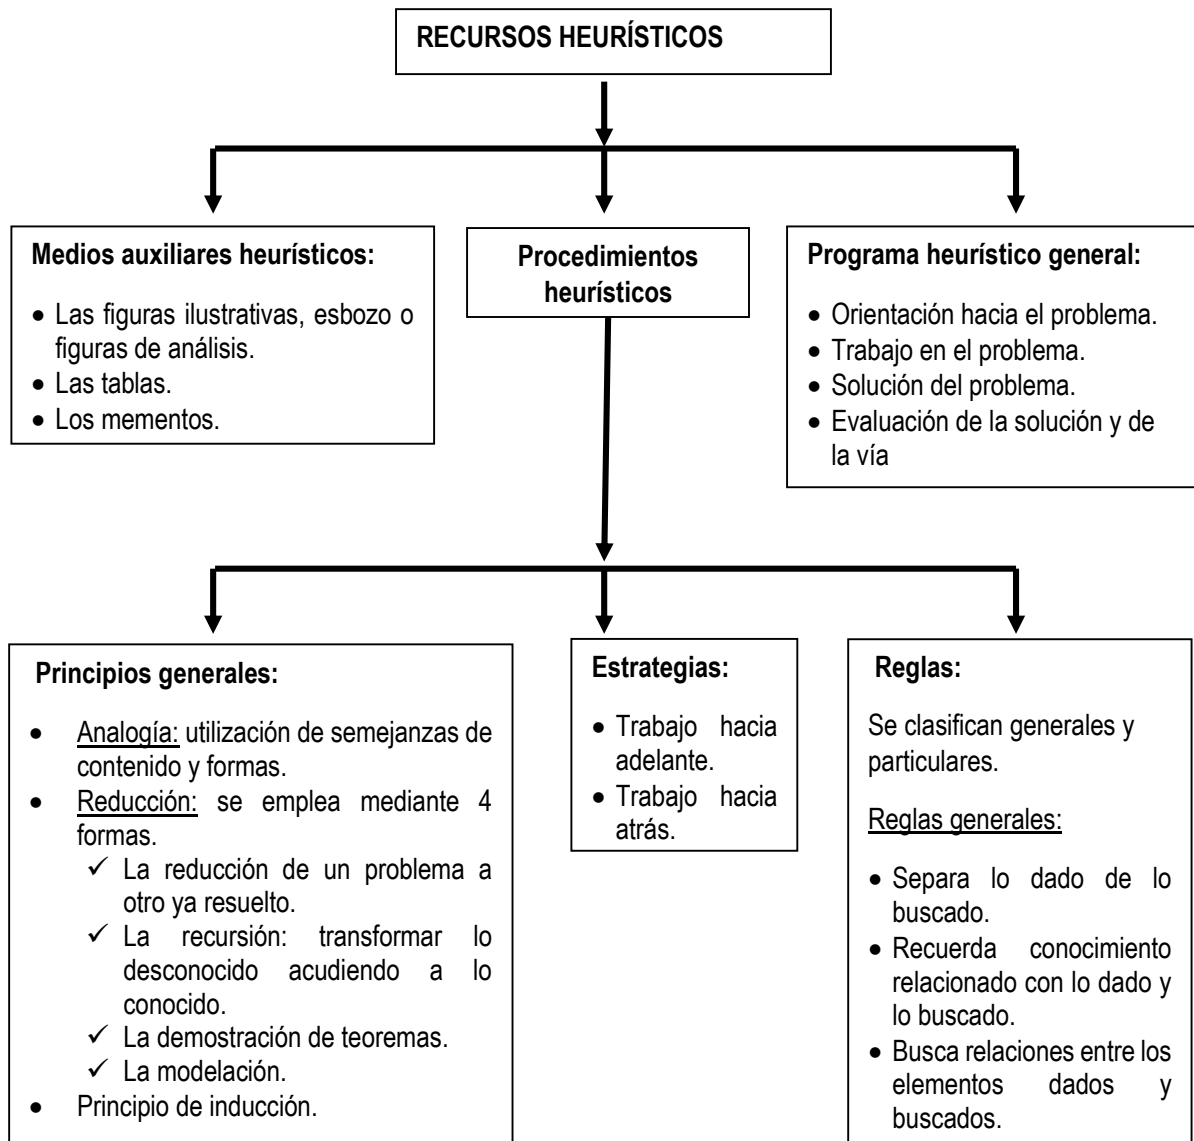 RECURSOS HEURÍSTICOS
Medios auxiliares heurísticos:
• Las figuras ilustrativas, esbozo o
figuras de análisis.
• Las tablas.
• Los mementos.
Procedimientos
heurísticos
Programa heurístico general:
• Orientación hacia el problema.
• Trabajo en el problema.
• Solución del problema.
• Evaluación de la solución y de
la vía
Principios generales:
• Analogía: utilización de semejanzas de
contenido y formas.
• Reducción: se emplea mediante 4
formas.
✓ La reducción de un problema a
otro ya resuelto.
✓ La recursión: transformar lo
desconocido acudiendo a lo
conocido.
✓ La demostración de teoremas.
✓ La modelación.
• Principio de inducción.
Estrategias:
• Trabajo hacia
adelante.
• Trabajo hacia
atrás.
Reglas:
Se clasifican generales y
particulares.
Reglas generales:
• Separa lo dado de lo
buscado.
• Recuerda conocimiento
relacionado con lo dado y
lo buscado.
• Busca relaciones entre los
elementos dados y
buscados.